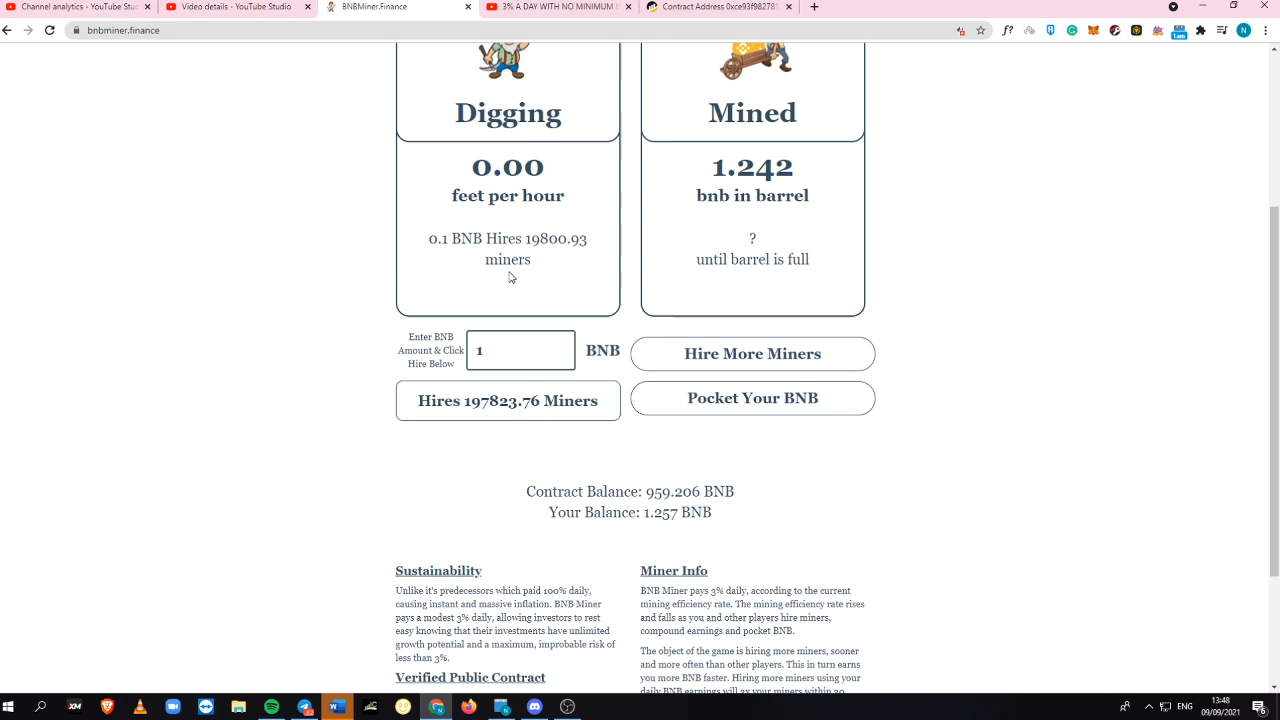 Channel analytics - YouTube Stu
Video details - YouTube Studio
BNBMiner.Finance
3% A DAY WITH NO MINIMUM
Contract Address 0xce93f982781
bnbminer.finance
Digging
0.00
feet per hour
0.1 BNB Hires 19800.93
miners
Mined
1.242
bnb in barrel
?
until barrel is full
Enter BNB
Amount & Click
Hire Below
1
BNB
Hires 197823.76 Miners
Hire More Miners
Pocket Your BNB
Contract Balance: 959.206 BNB
Your Balance: 1.257 BNB
Sustainability
Unlike it's predecessors which paid 100% daily,
causing instant and massive inflation. BNB Miner
pays a modest 3% daily, allowing investors to rest
easy knowing that their investments have unlimited
growth potential and a maximum, improbable risk of
less than 3%.
Verified Public Contract
Miner Info
BNB Miner pays 3% daily, according to the current
mining efficiency rate. The mining efficiency rate rises
and falls as you and other players hire miners,
compound earnings and pocket BNB.
The object of the game is hiring more miners, sooner
and more often than other players. This in turn earns
you more BNB faster. Hiring more miners using your
daily BNB earnings will 3x your miners within 30
ENG
13:48
09/09/2021